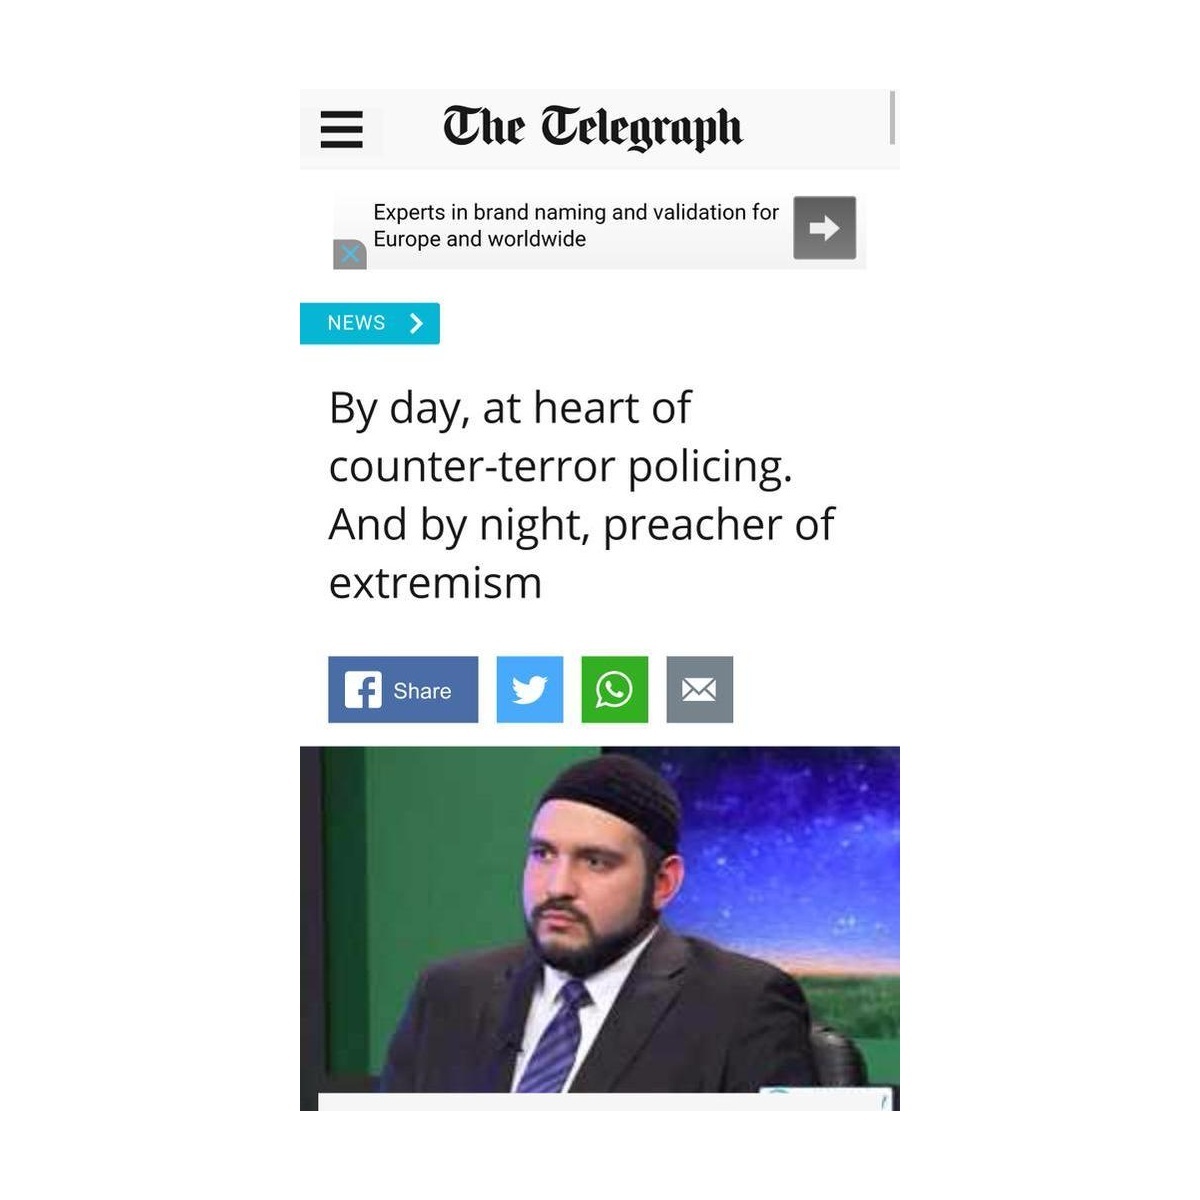 The Telegraph
Experts in brand naming and validation for
Europe and worldwide
NEWS
By day, at heart of
counter-terror policing.
And by night, preacher of
extremism
Share